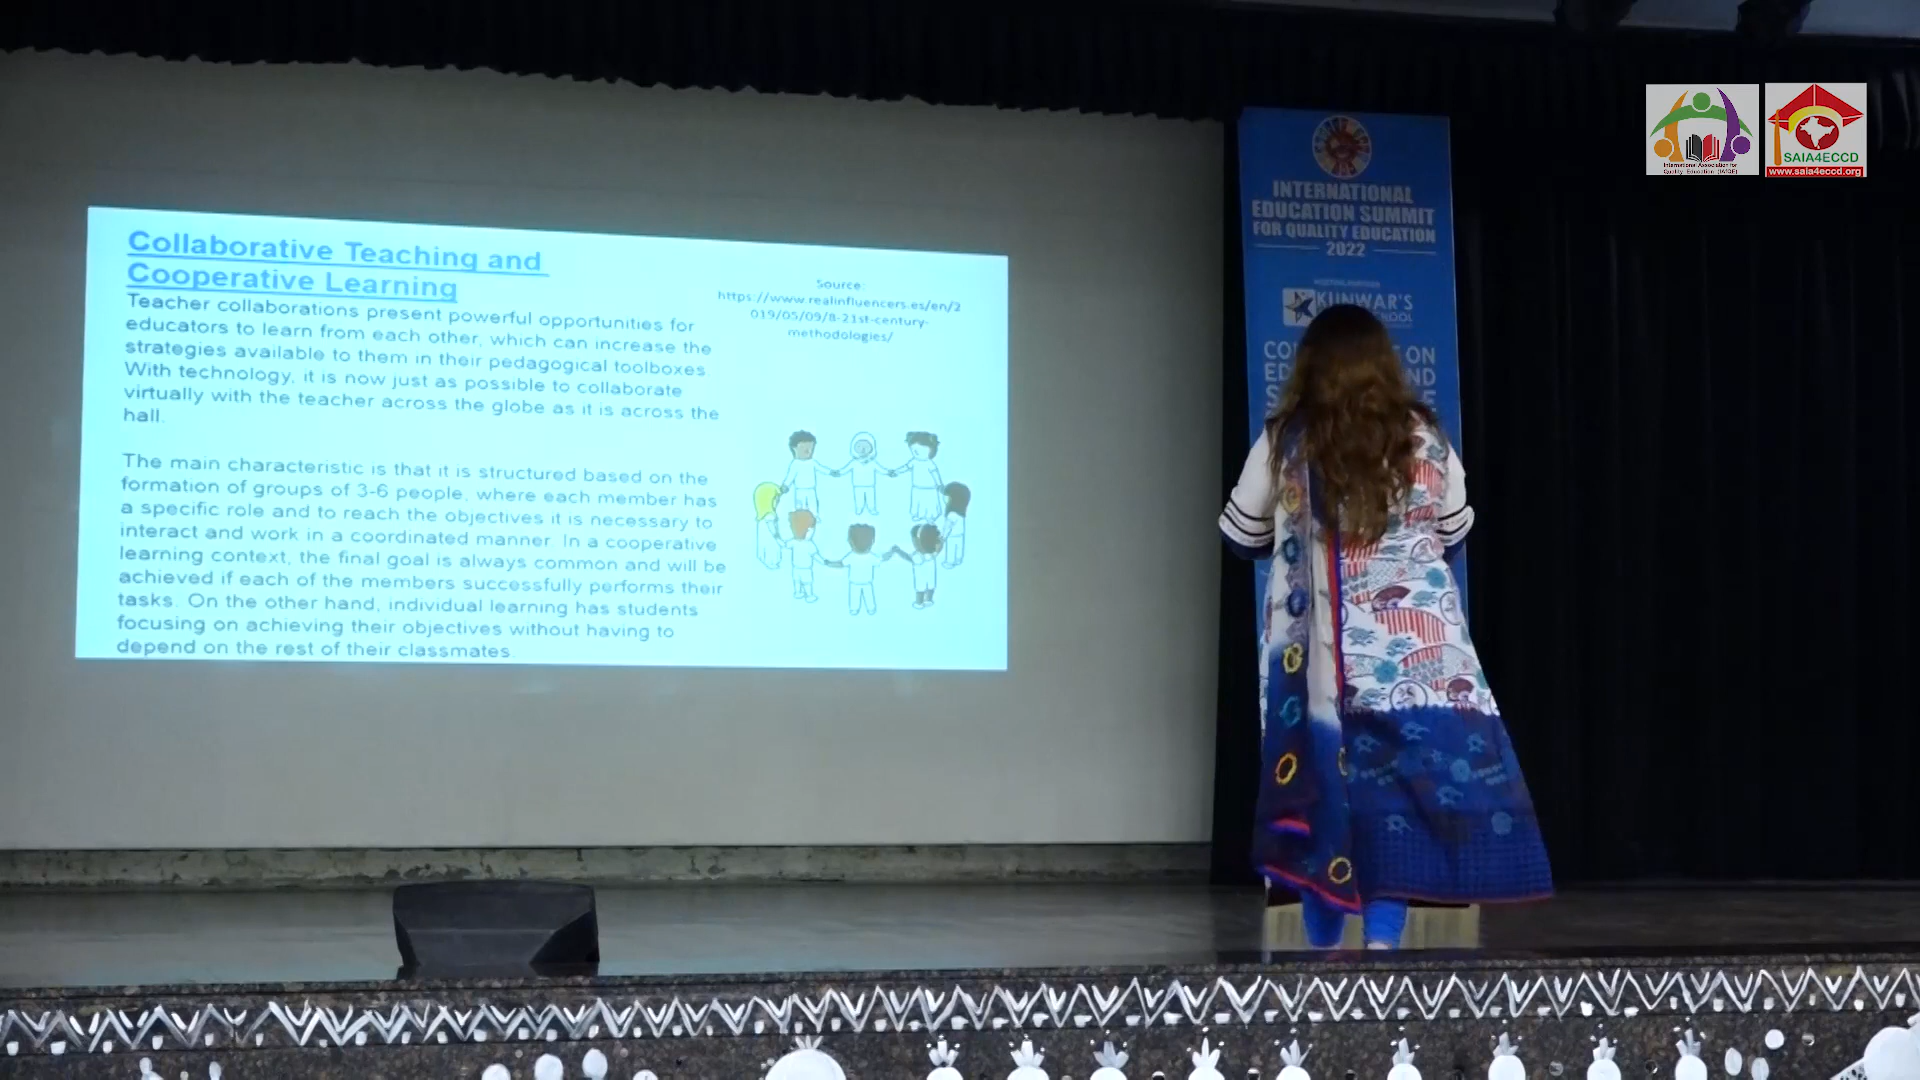 Collaborative Teaching and
Cooperative Learning
Teacher collaborations present powerful opportunities for
educators to learn from each other, which can increase the
strategies available to them in their pedagogical toolboxes
With technology, it is now just as possible to collaborate
virtually with the teacher across the globe as it is across the
hall.
The main characteristic is that it is structured based on the
formation of groups of 3-6 people, where each member has
a specific role and to reach the objectives it is necessary to
interact and work in a coordinated manner. In a cooperative
learning context, the final goal is always common and will be
achieved if each of the members successfully performs their
tasks. On the other hand, individual learning has students
focusing on achieving their objectives without having to
depend on the rest of their classmates.
Source:
https://www.realinfluencers.es/en/2
019/05/09/8-21st-century-
methodologies/
INTERNATIONAL
EDUCATION SUMMIT
FOR QUALITY EDUCATION
2022
KUNWAR'S
ON
ND
International Association for
Quality Education (IAFQE)
SAIA4ECCD
www.saia4eccd.org